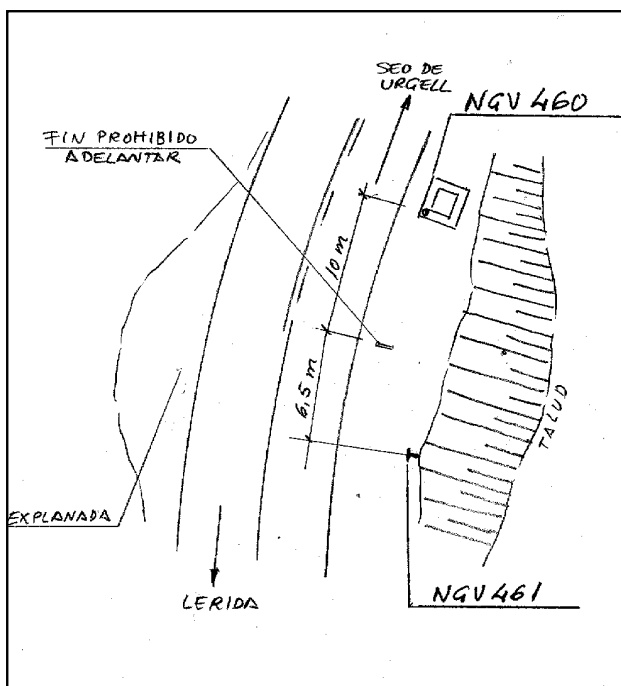 SEO DE
URGELL
NGV 460
FIN PROHIBIDO
ADELANTAR
10 m
6,5 m
TALUD
EXPLANADA
LERIDA
NGV 461